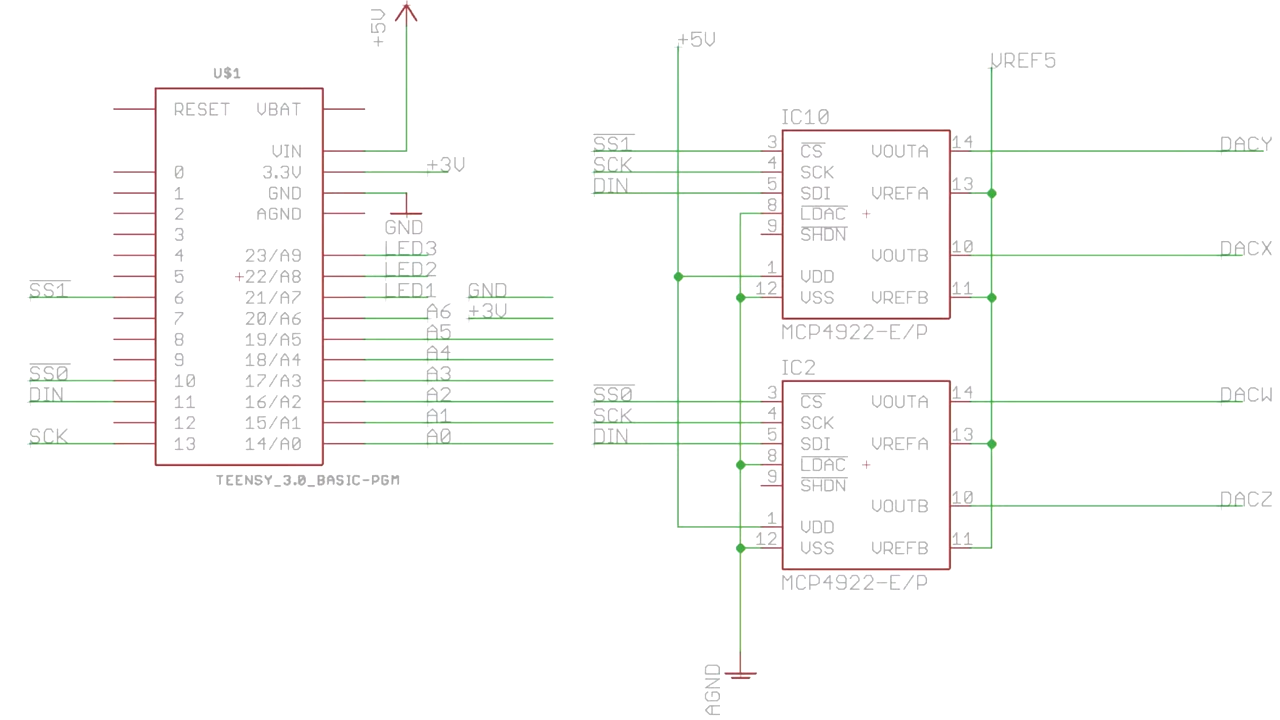 +5V
U$1
RESET VBAT
VIN
0 3.3V +3V
1 GND
2 AGND
GND
3
4 23/A9 LED3
5 22/A8 LED2
SS1 6 21/A7 LED1 GND
7 20/A6 A6 +3V
8 19/A5 A5
9 18/A4 A4
SS0 10 17/A3 A3
DIN 11 16/A2 A2
12 15/A1 A1
SCK 13 14/A0 A0
TEENSY_3.0_BASIC-PGM
+5V
VREF5
IC10
SS1 3 CS VOUTA 14 DACY
SCK 4 SCK
DIN 5 SDI VREFA 13
8 LDAC
9 SHDN
VOUTB 10 DACX
1 VDD
12 VSS VREFB 11
MCP4922-E/P
IC2
SS0 3 CS VOUTA 14 DACW
SCK 4 SCK
DIN 5 SDI VREFA 13
8 LDAC
9 SHDN
VOUTB 10 DACZ
1 VDD
12 VSS VREFB 11
MCP4922-E/P
AGND